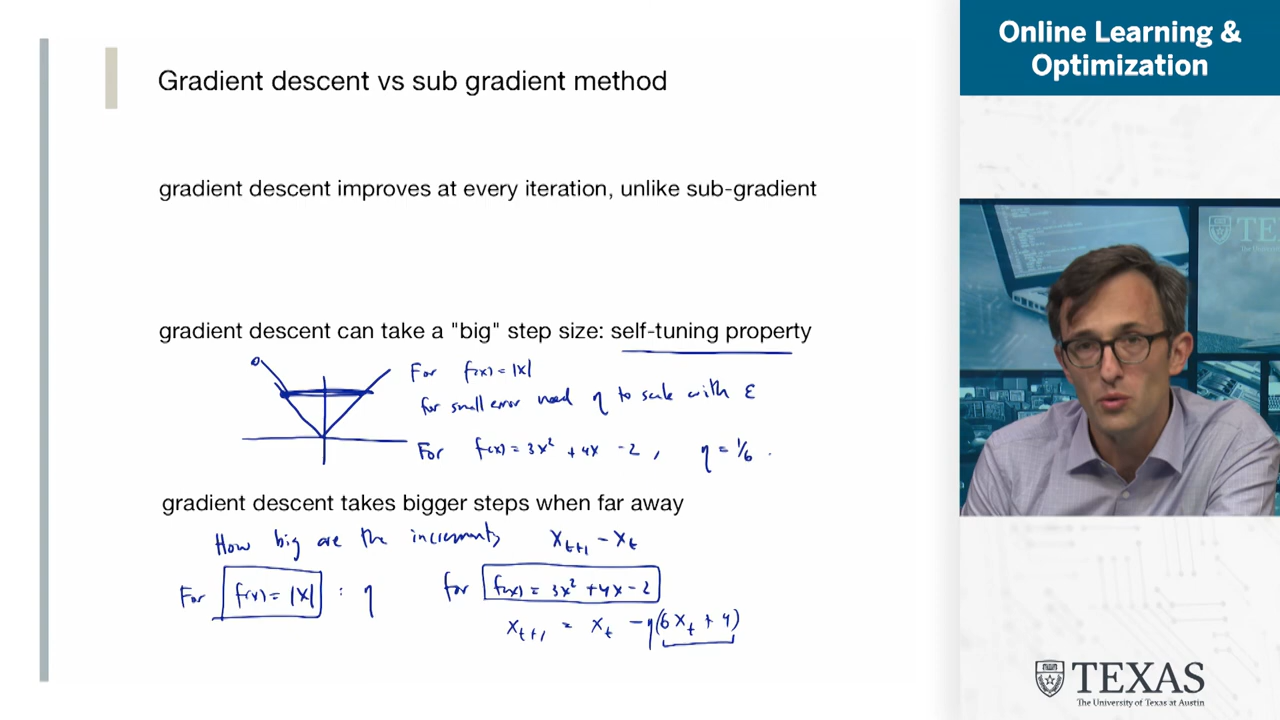 Gradient descent vs sub gradient method
gradient descent improves at every iteration, unlike sub-gradient
gradient descent can take a "big" step size: self-tuning property
For f(x) = |x|
for small error need η to scale with ε
For f(x) = 3x² + 4x - 2 , η = 1/6 .
gradient descent takes bigger steps when far away
How big are the increments x_{t+1} - x_t
For f(x) = |x| : η
for f(x) = 3x² + 4x - 2
x_{t+1} = x_t - η(6x_t + 4)
Online Learning &
Optimization
TE
TEXAS
The University of Texas at Austin